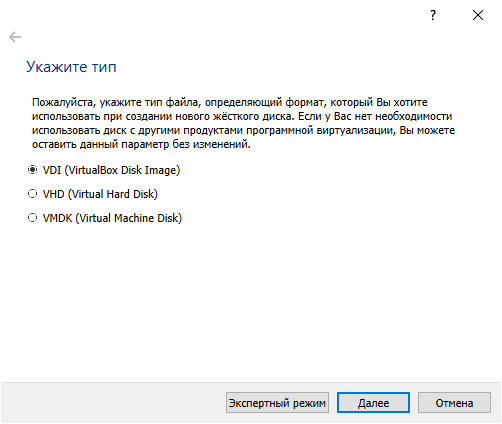 ?
Укажите тип
Пожалуйста, укажите тип файла, определяющий формат, который Вы хотите
использовать при создании нового жёсткого диска. Если у Вас нет необходимости
использовать диск с другими продуктами программной виртуализации, Вы можете
оставить данный параметр без изменений.
VDI (VirtualBox Disk Image)
VHD (Virtual Hard Disk)
VMDK (Virtual Machine Disk)
Экспертный режим Далее Отмена